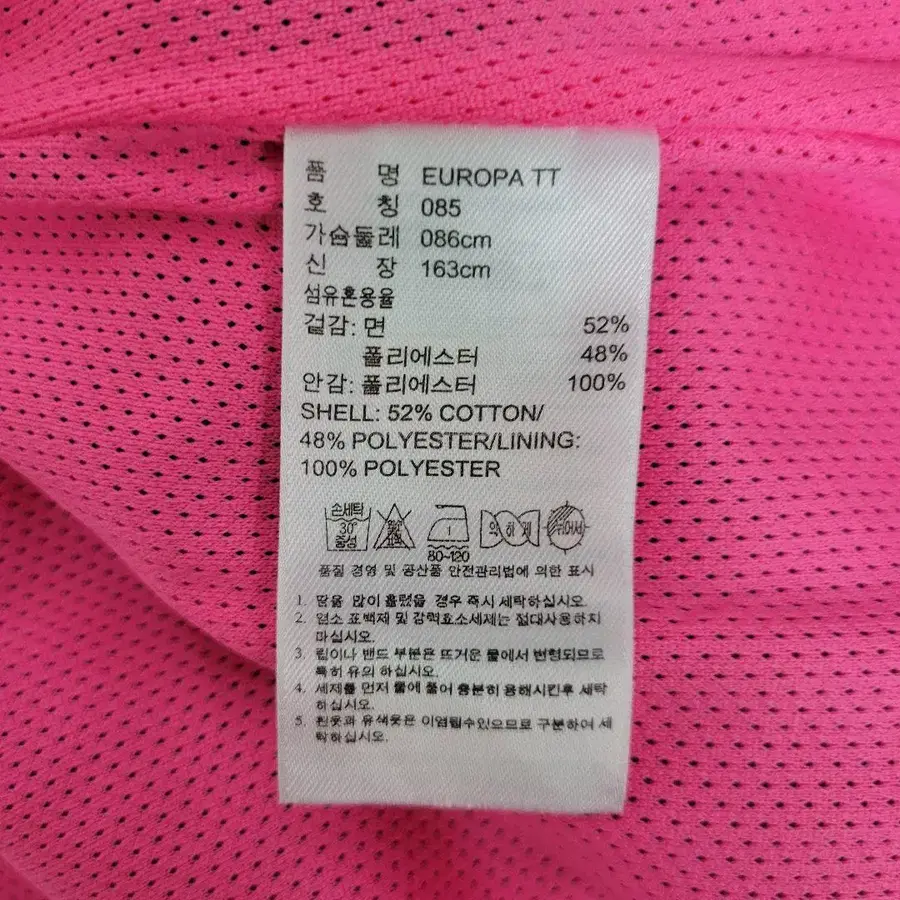 품 명 EUROPA TT
호 칭 085
가슴둘레 086cm
신 장 163cm
섬유혼용율
겉감: 면 52%
폴리에스터 48%
안감: 폴리에스터 100%
SHELL: 52% COTTON/
48% POLYESTER/LINING:
100% POLYESTER
손세탁
30°
중성
80~120
약하게
뉘어서
품질 경영 및 공산품 안전관리법에 의한 표시
1. 땀을 많이 흘렸을 경우 즉시 세탁하십시오.
2. 염소 표백제 및 강력효소세제는 절대사용하지
마십시오.
3. 립이나 밴드 부분은 뜨거운 물에서 변형되므로
특히 유의 하십시오.
4. 세제를 먼저 물에 풀어 충분히 용해시킨후 세탁
하십시오.
5. 흰옷과 유색옷은 이염될수있으므로 구분하여 세
탁하십시오.